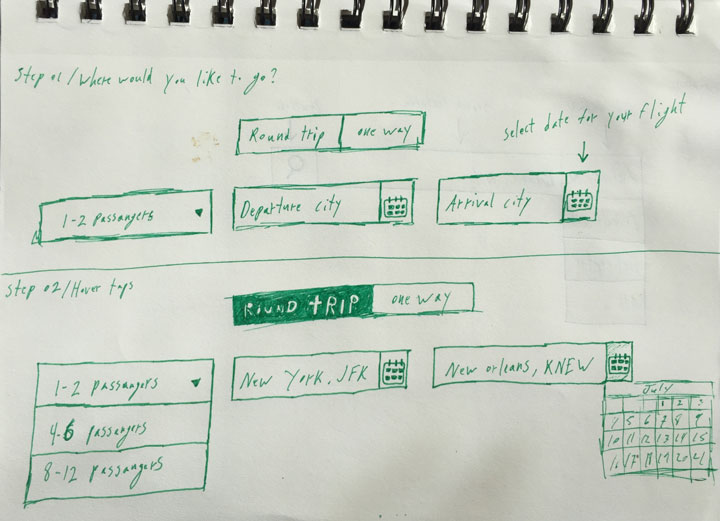 Step 01/Where would you like to go?
Round trip one way
select date for your flight
1-2 passangers
Departure city
Arrival city
Step 02/Hover taps
ROUND tRIP one way
1-2 passangers
New York, JFK
New orleans, KNEW
4-6 passangers
8-12 passangers
July
1 2 3
5 6 7 8 9
10 11 12 13 14 15
17 18 19 20 21